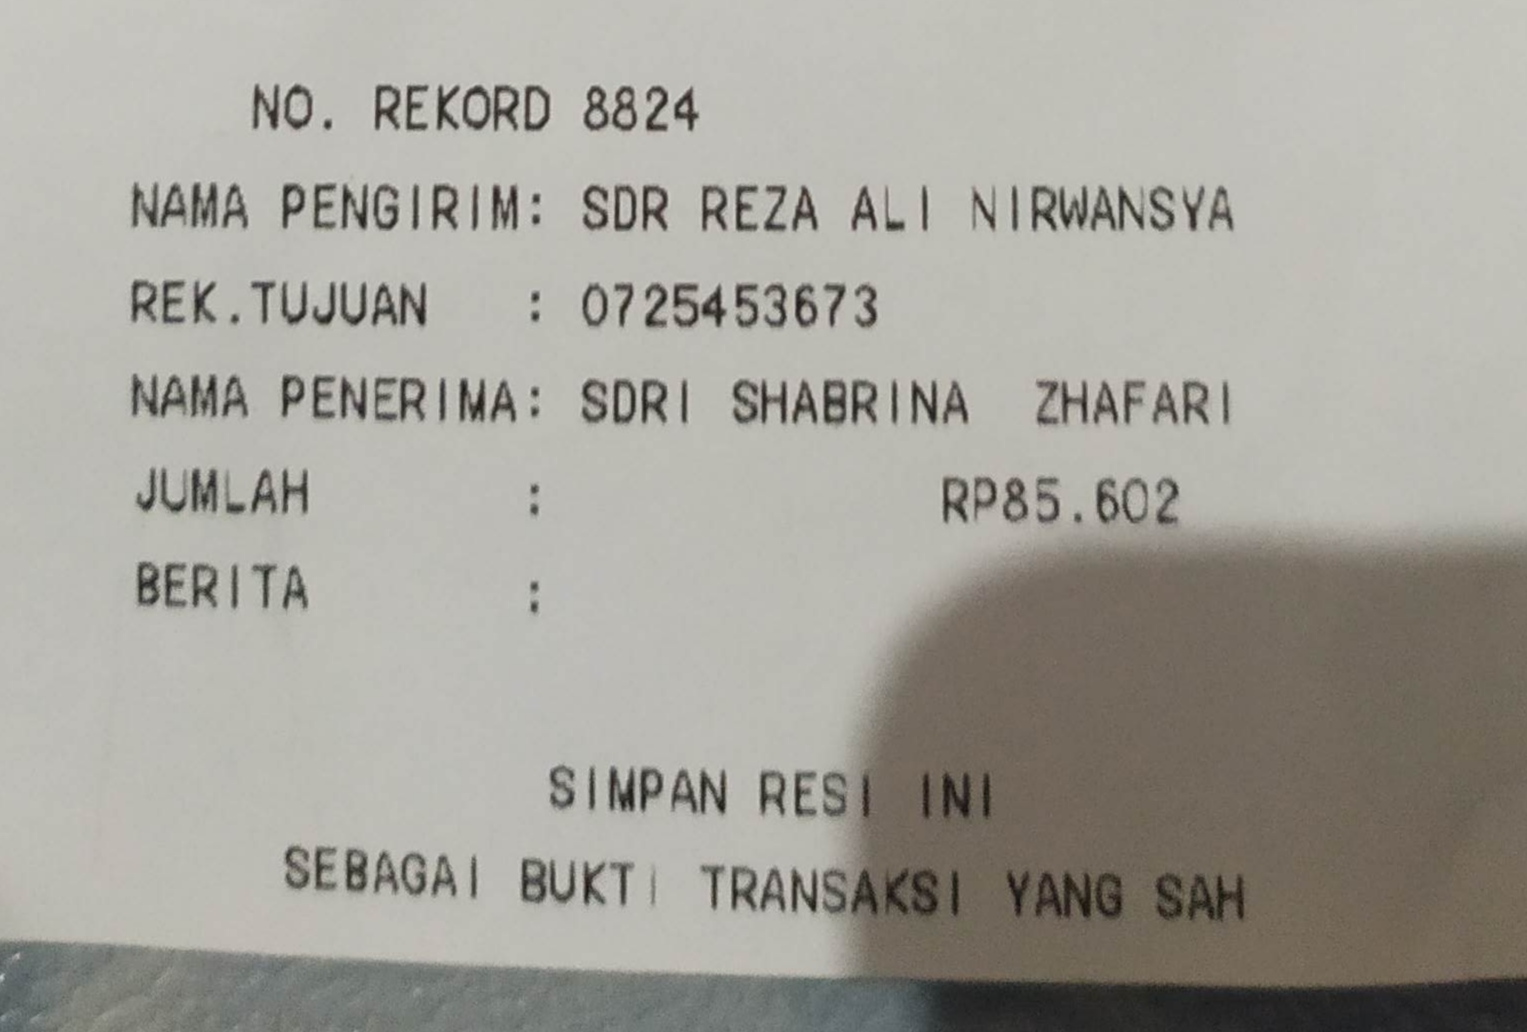 NO. REKORD 8824
NAMA PENGIRIM: SDR REZA ALI NIRWANSYA
REK.TUJUAN : 0725453673
NAMA PENERIMA: SDRI SHABRINA ZHAFARI
JUMLAH : RP85.602
BERITA :
SIMPAN RESI INI
SEBAGAI BUKTI TRANSAKSI YANG SAH